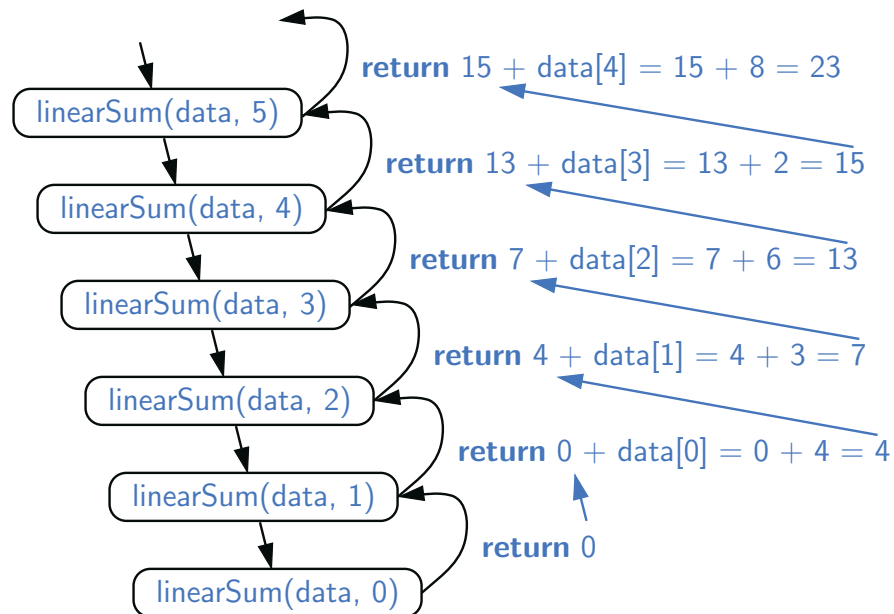 return 15 + data[4] = 15 + 8 = 23
linearSum(data, 5)
return 13 + data[3] = 13 + 2 = 15
linearSum(data, 4)
return 7 + data[2] = 7 + 6 = 13
linearSum(data, 3)
return 4 + data[1] = 4 + 3 = 7
linearSum(data, 2)
return 0 + data[0] = 0 + 4 = 4
linearSum(data, 1)
return 0
linearSum(data, 0)